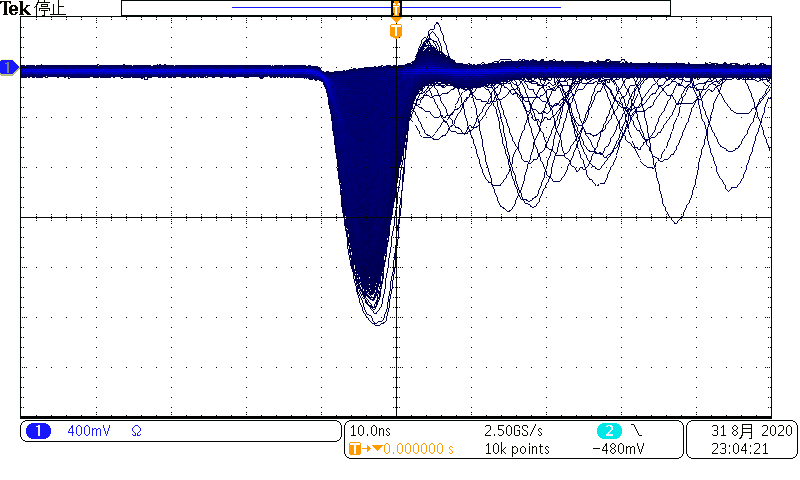 Tek 停止
T
T
1
1 400mV Ω
10.0ns 2.50GS/s 2 -480mV
T→▼0.000000 s 10k points
31 8月 2020
23:04:21